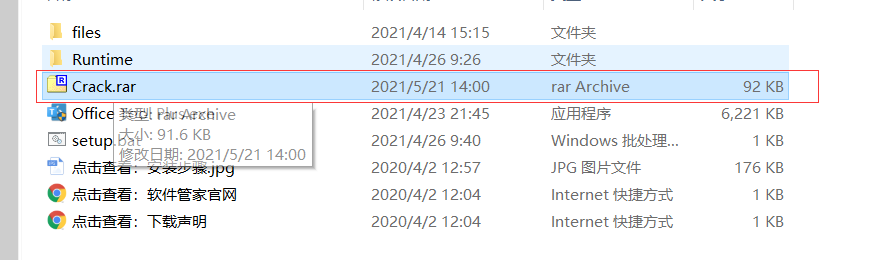 files 2021/4/14 15:15 文件夹
Runtime 2021/4/26 9:26 文件夹
Crack.rar 2021/5/21 14:00 rar Archive 92 KB
Office 2021/4/23 21:45 应用程序 6,221 KB
类型: rar Archive
setup.bat 2021/4/26 9:40 Windows 批处理... 1 KB
大小: 91.6 KB
点击查看：安装步骤.jpg 2020/4/2 12:57 JPG 图片文件 176 KB
修改日期: 2021/5/21 14:00
点击查看：软件管家官网 2020/4/2 12:04 Internet 快捷方式 1 KB
点击查看：下载声明 2020/4/2 12:04 Internet 快捷方式 1 KB